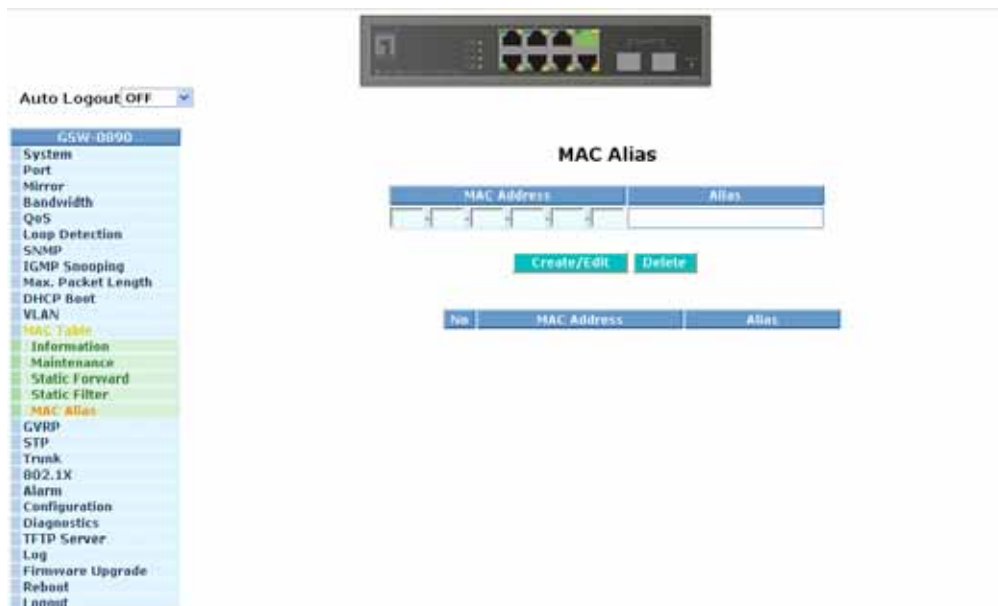 Auto Logout OFF
GSW-0890
System
Port
Mirror
Bandwidth
QoS
Loop Detection
SNMP
IGMP Snooping
Max. Packet Length
DHCP Boot
VLAN
MAC Table
Information
Maintenance
Static Forward
Static Filter
MAC Alias
GVRP
STP
Trunk
802.1X
Alarm
Configuration
Diagnostics
TFTP Server
Log
Firmware Upgrade
Reboot
Logout
MAC Alias
MAC Address Alias
- - - - -
Create/Edit Delete
No MAC Address Alias